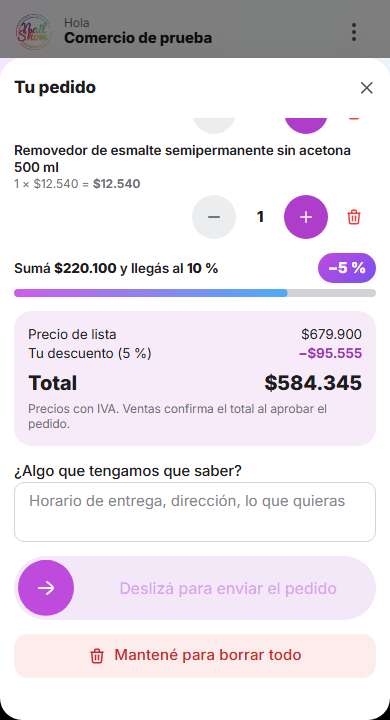 Nail Show
Hola
Comercio de prueba
Tu pedido
Removedor de esmalte semipermanente sin acetona
500 ml
1 × $12.540 = $12.540
1
Sumá $220.100 y llegás al 10 %
−5 %
Precio de lista
$679.900
Tu descuento (5 %)
−$95.555
Total
$584.345
Precios con IVA. Ventas confirma el total al aprobar el
pedido.
¿Algo que tengamos que saber?
Horario de entrega, dirección, lo que quieras
Deslizá para enviar el pedido
Mantené para borrar todo